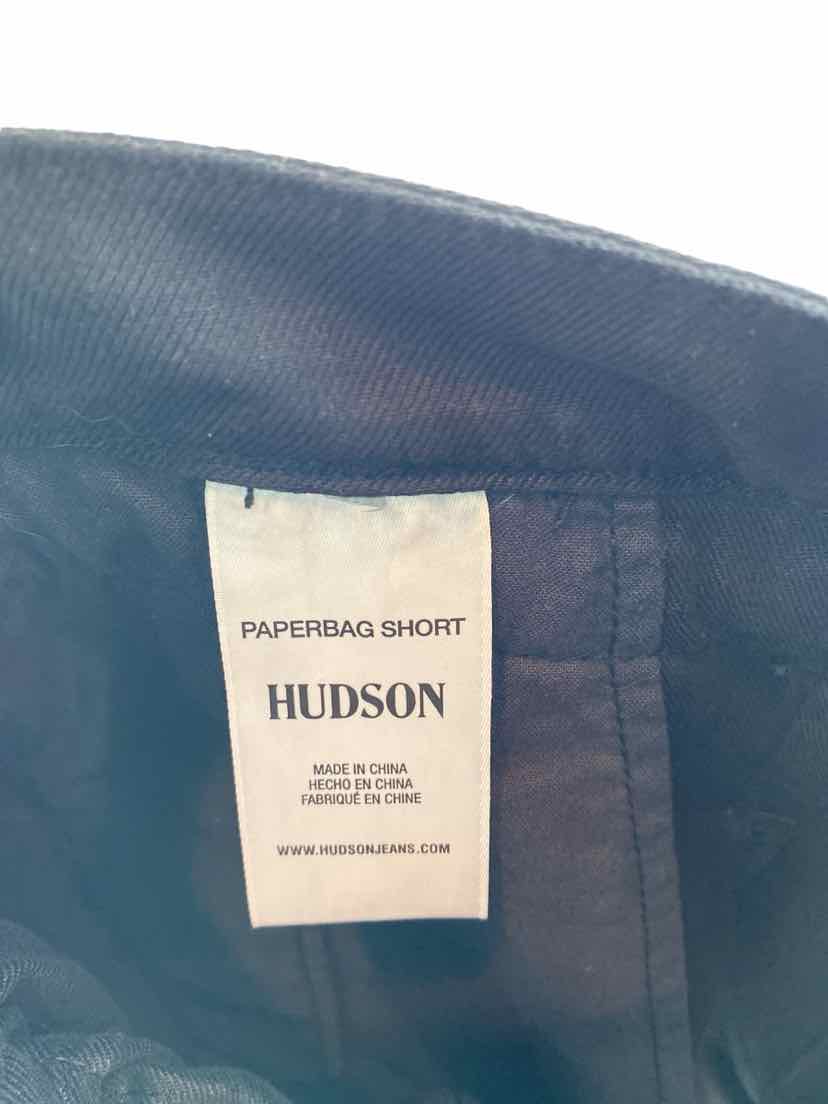 PAPERBAG SHORT
HUDSON
MADE IN CHINA
HECHO EN CHINA
FABRIQUÉ EN CHINE
WWW.HUDSONJEANS.COM